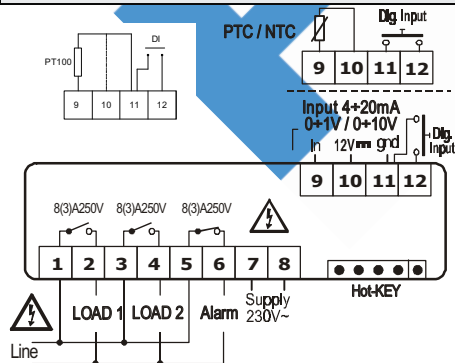 PTC / NTC
Dig. Input
9 10 11 12
PT100
DI
9 10 11 12
Input 4÷20mA
0÷1V / 0÷10V
In 12V⎓ gnd
Dig.
Input
9 10 11 12
8(3)A250V 8(3)A250V 8(3)A250V
1 2 3 4 5 6 7 8
Hot-KEY
LOAD 1 LOAD 2 Alarm Supply
230V~
Line